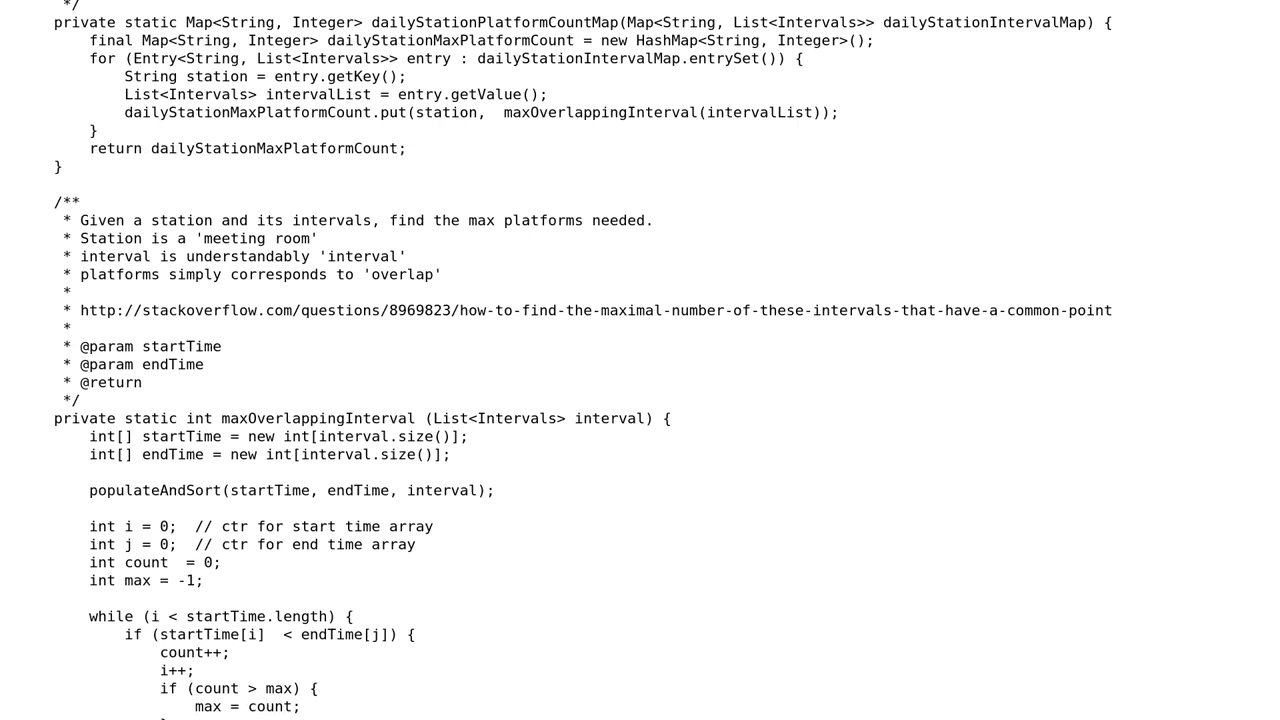 */
private static Map<String, Integer> dailyStationPlatformCountMap(Map<String, List<Intervals>> dailyStationIntervalMap) {
final Map<String, Integer> dailyStationMaxPlatformCount = new HashMap<String, Integer>();
for (Entry<String, List<Intervals>> entry : dailyStationIntervalMap.entrySet()) {
String station = entry.getKey();
List<Intervals> intervalList = entry.getValue();
dailyStationMaxPlatformCount.put(station,  maxOverlappingInterval(intervalList));
}
return dailyStationMaxPlatformCount;
}
/**
* Given a station and its intervals, find the max platforms needed.
* Station is a 'meeting room'
* interval is understandably 'interval'
* platforms simply corresponds to 'overlap'
*
* http://stackoverflow.com/questions/8969823/how-to-find-the-maximal-number-of-these-intervals-that-have-a-common-point
*
* @param startTime
* @param endTime
* @return
*/
private static int maxOverlappingInterval (List<Intervals> interval) {
int[] startTime = new int[interval.size()];
int[] endTime = new int[interval.size()];
populateAndSort(startTime, endTime, interval);
int i = 0;  // ctr for start time array
int j = 0;  // ctr for end time array
int count  = 0;
int max = -1;
while (i < startTime.length) {
if (startTime[i]  < endTime[j]) {
count++;
i++;
if (count > max) {
max = count;